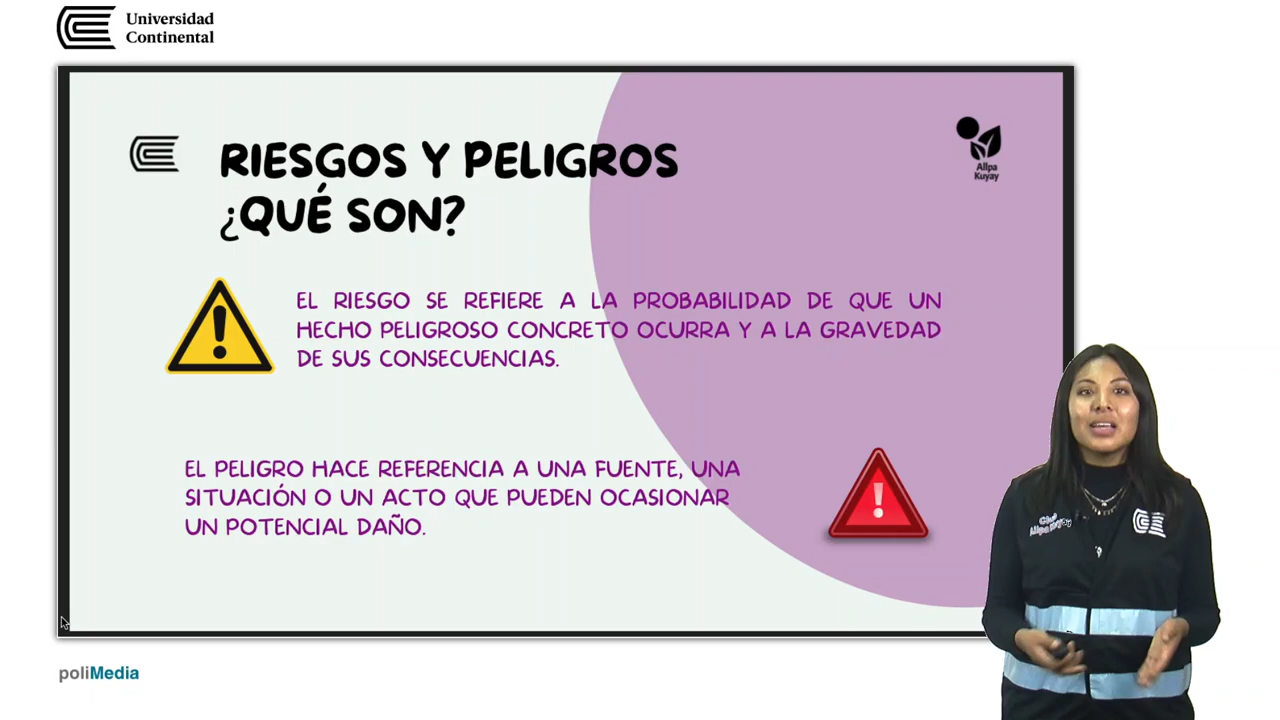 Universidad
Continental
RIESGOS Y PELIGROS
¿QUÉ SON?
Allpa
Kuyay
EL RIESGO SE REFIERE A LA PROBABILIDAD DE QUE UN
HECHO PELIGROSO CONCRETO OCURRA Y A LA GRAVEDAD
DE SUS CONSECUENCIAS.
EL PELIGRO HACE REFERENCIA A UNA FUENTE, UNA
SITUACIÓN O UN ACTO QUE PUEDEN OCASIONAR
UN POTENCIAL DAÑO.
Allpa Kuyay
poliMedia